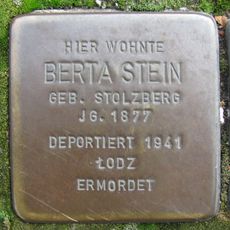 HIER WOHNTE
BERTA STEIN
GEB. STOLZBERG
JG. 1877
DEPORTIERT 1941
ŁODZ
ERMORDET